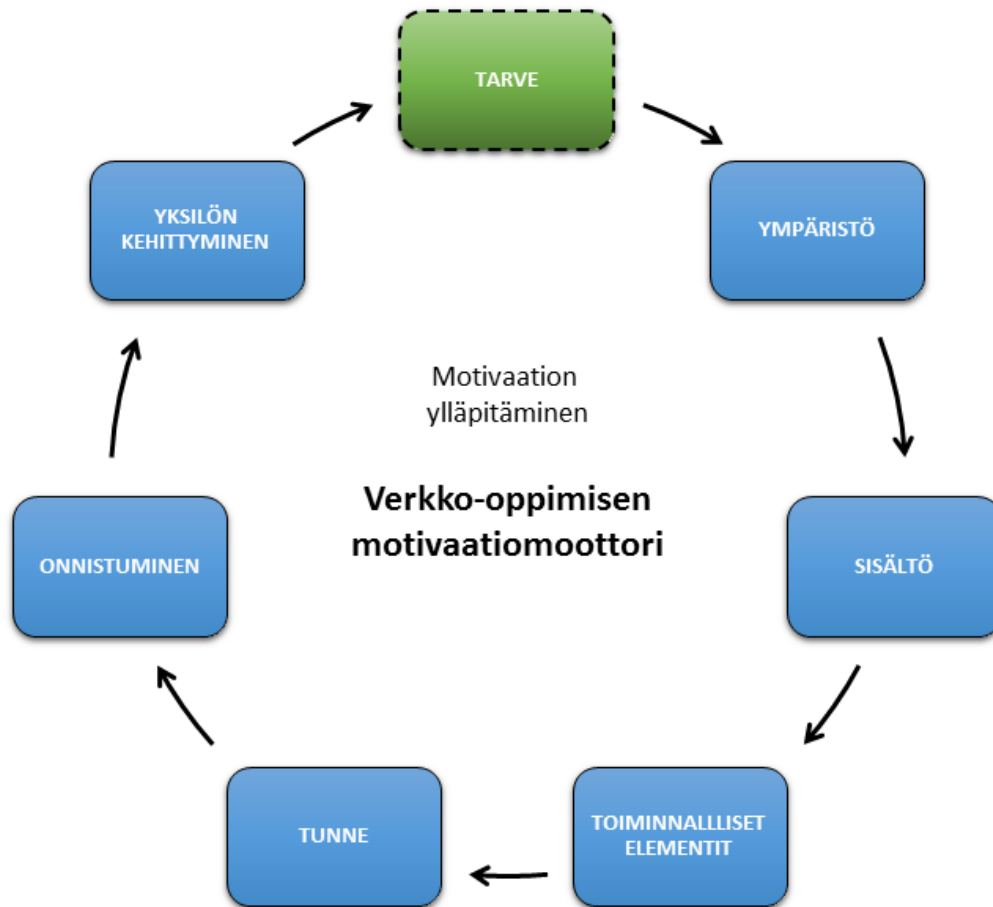 TARVE
YMPÄRISTÖ
SISÄLTÖ
TOIMINNALLLISET
ELEMENTIT
TUNNE
ONNISTUMINEN
YKSILÖN
KEHITTYMINEN
Motivaation
ylläpitäminen
Verkko-oppimisen
motivaatiomoottori